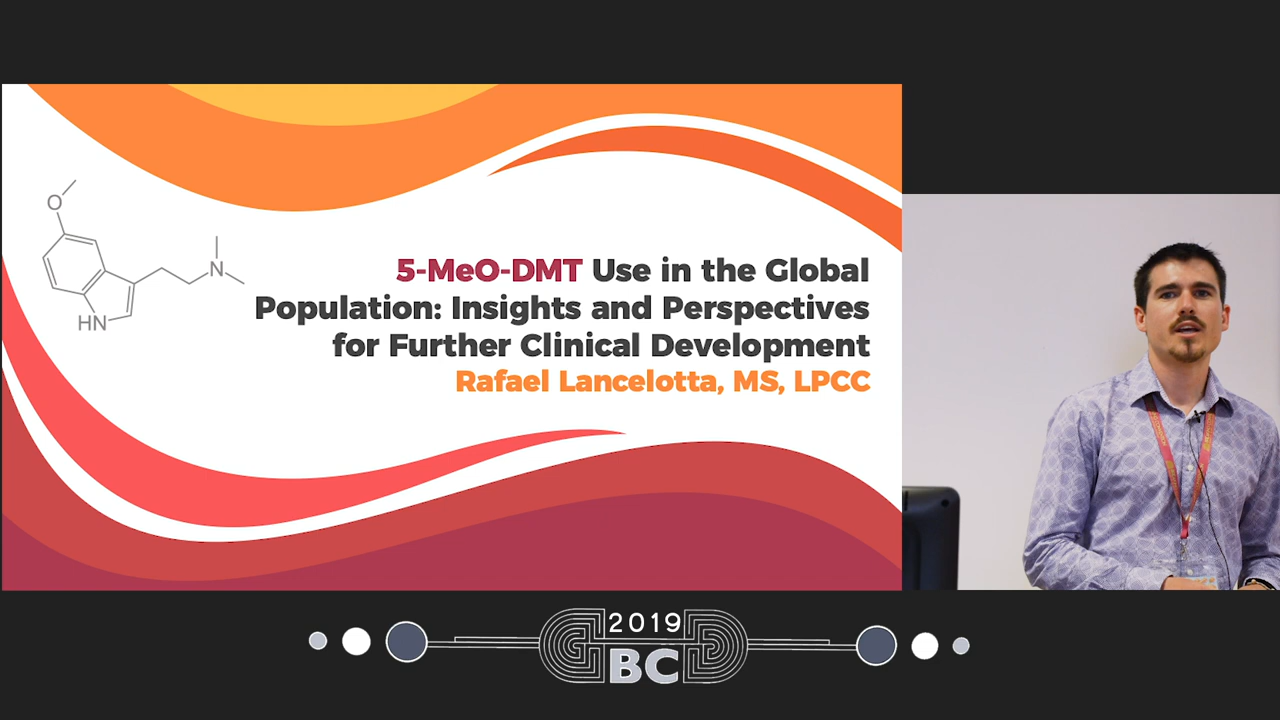 O
N
HN
5-MeO-DMT Use in the Global
Population: Insights and Perspectives
for Further Clinical Development
Rafael Lancelotta, MS, LPCC
2019
BC